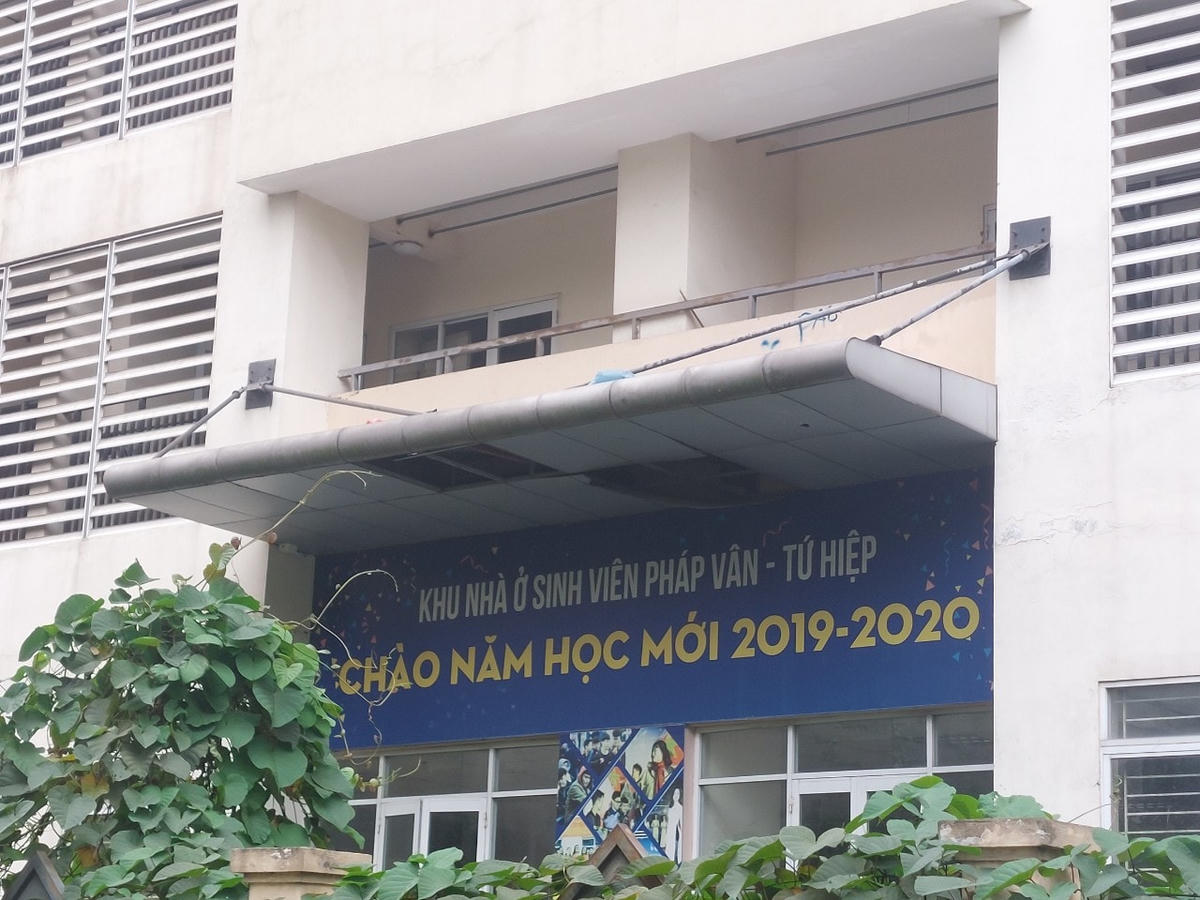 KHU NHÀ Ở SINH VIÊN PHÁP VÂN - TỨ HIỆP
CHÀO NĂM HỌC MỚI 2019-2020